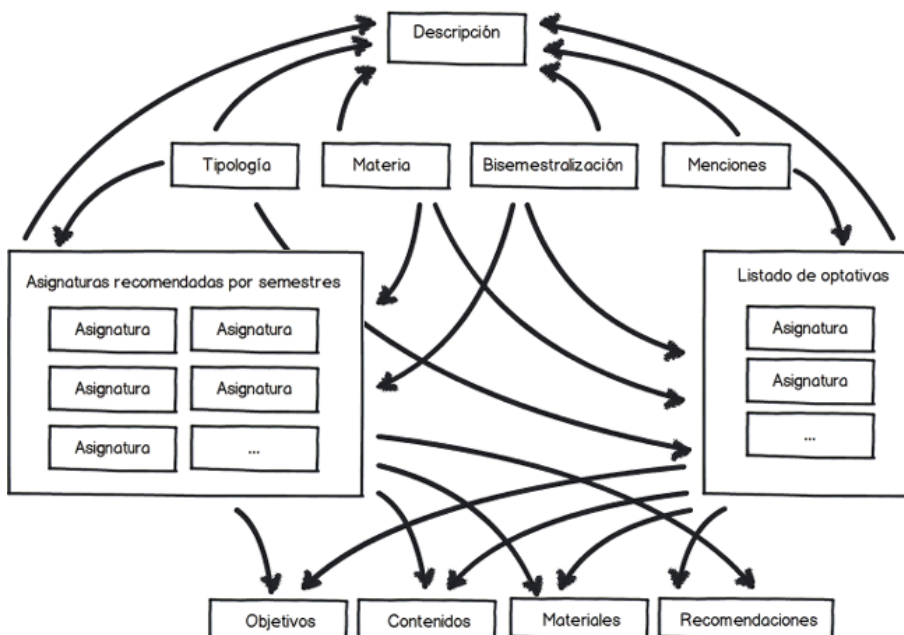 Descripción
Tipología
Materia
Bisemestralización
Menciones
Asignaturas recomendadas por semestres
Asignatura
Asignatura
Asignatura
Asignatura
Asignatura
...
Listado de optativas
Asignatura
Asignatura
...
Objetivos
Contenidos
Materiales
Recomendaciones